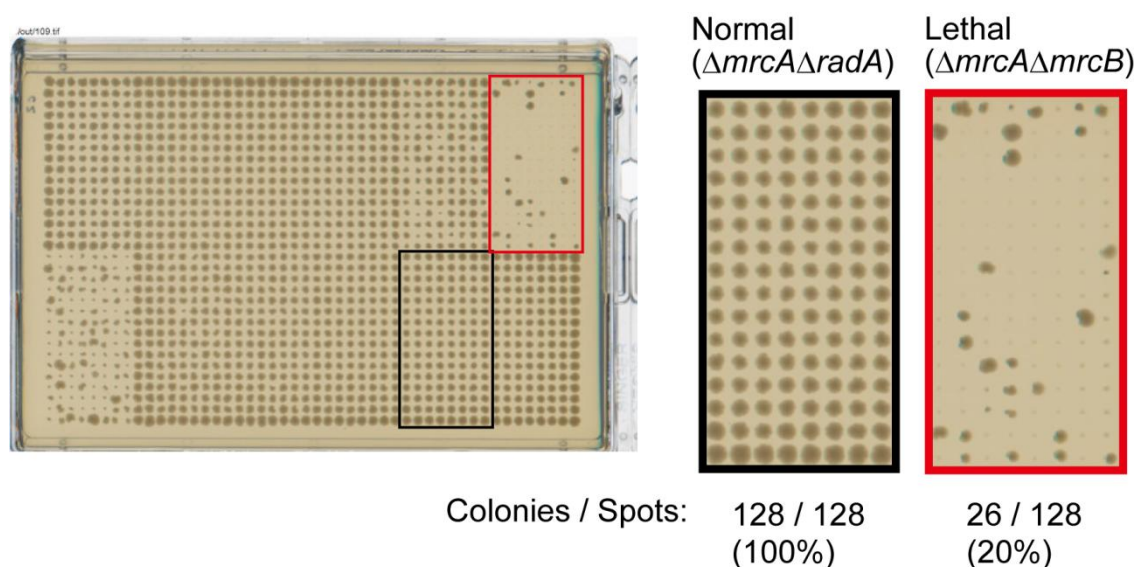 ./out/109.tif
Normal
(ΔmrcAΔradA)
Lethal
(ΔmrcAΔmrcB)
Colonies / Spots:
128 / 128
(100%)
26 / 128
(20%)